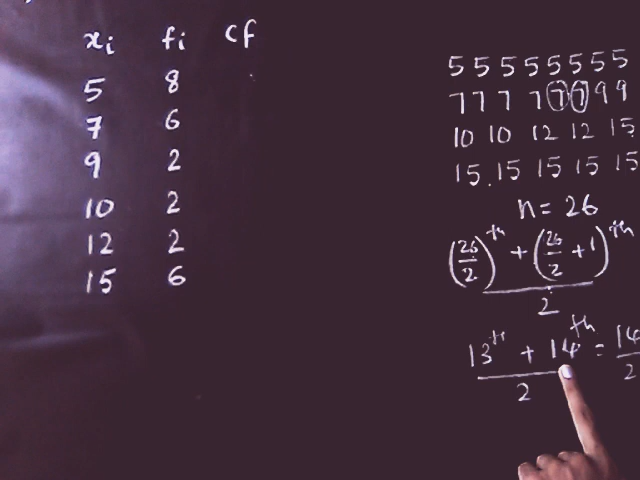 xi fi cf
5 8
7 6
9 2
10 2
12 2
15 6
5 5 5 5 5 5 5 5
7 7 7 7 7 7 9 9
10 10 12 12 15
15 15 15 15 15
n = 26
(26/2)th + (26/2 + 1)th
2
13th + 14th = 14
2 2